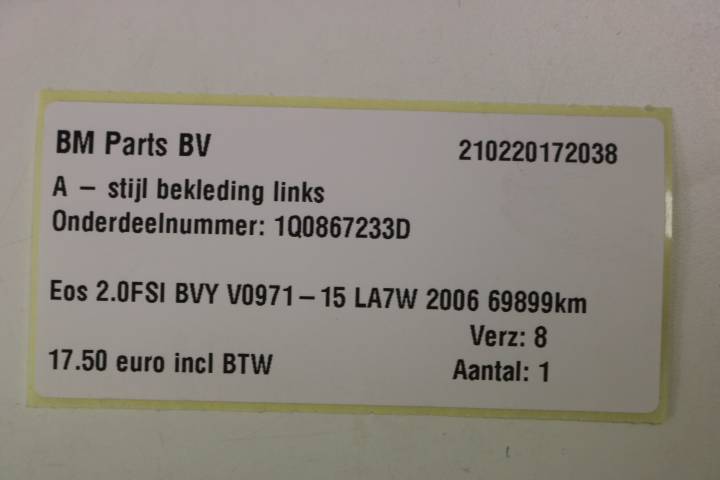 BM Parts BV 210220172038
A – stijl bekleding links
Onderdeelnummer: 1Q0867233D
Eos 2.0FSI BVY V0971–15 LA7W 2006 69899km
Verz: 8
17.50 euro incl BTW Aantal: 1